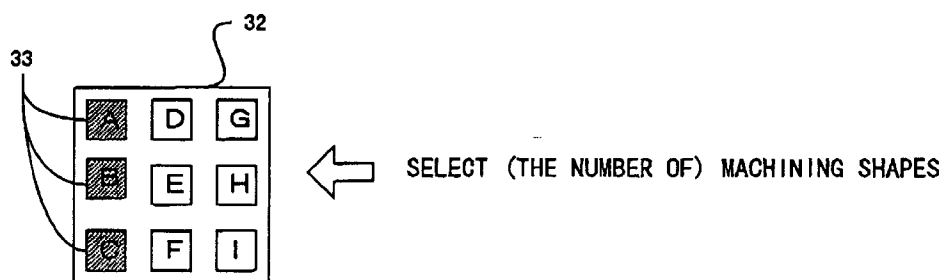 32
33
A D G
B E H
C F I
SELECT (THE NUMBER OF) MACHINING SHAPES